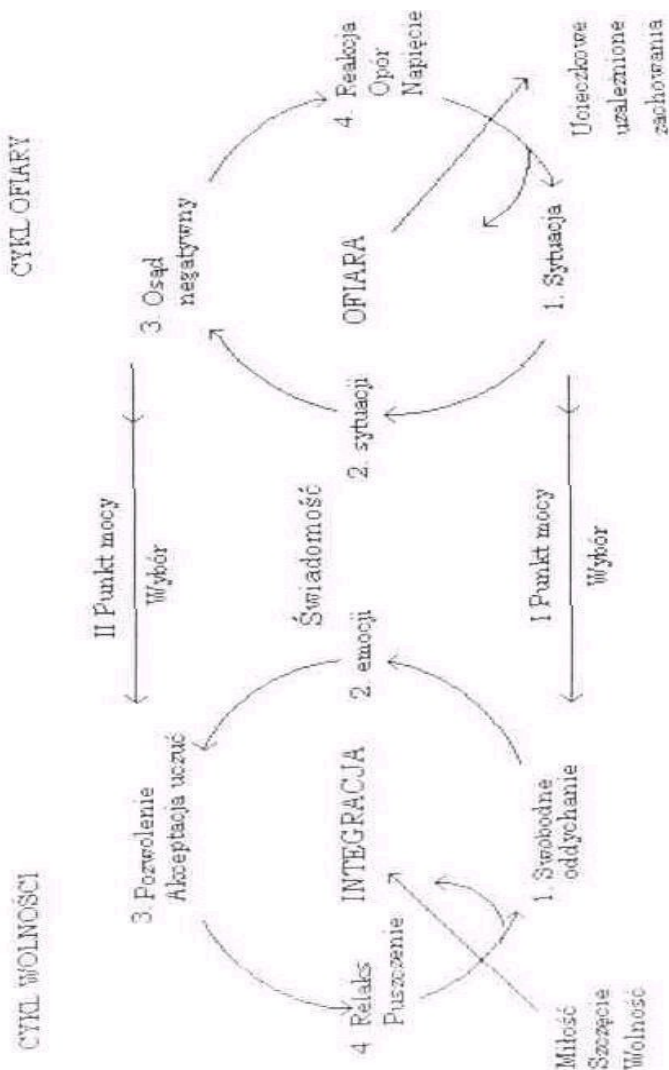 CYKL WOLNOŚCI
CYKL OFIARY
3. Pozwolenie
Akceptacja uczuć
II Punkt mocy
Wybór
3. Osąd
negatywny
4 Relaks
Puszczenie
INTEGRACJA
2. emocji
Świadomość
2. sytuacji
OFIARA
4. Reakcja
Opór
Napięcie
1. Swobodne
oddychanie
I Punkt mocy
Wybór
1. Sytuacja
Miłość
Szczęcie
Wolność
Ucieczkowe
uzależnione
zachowania